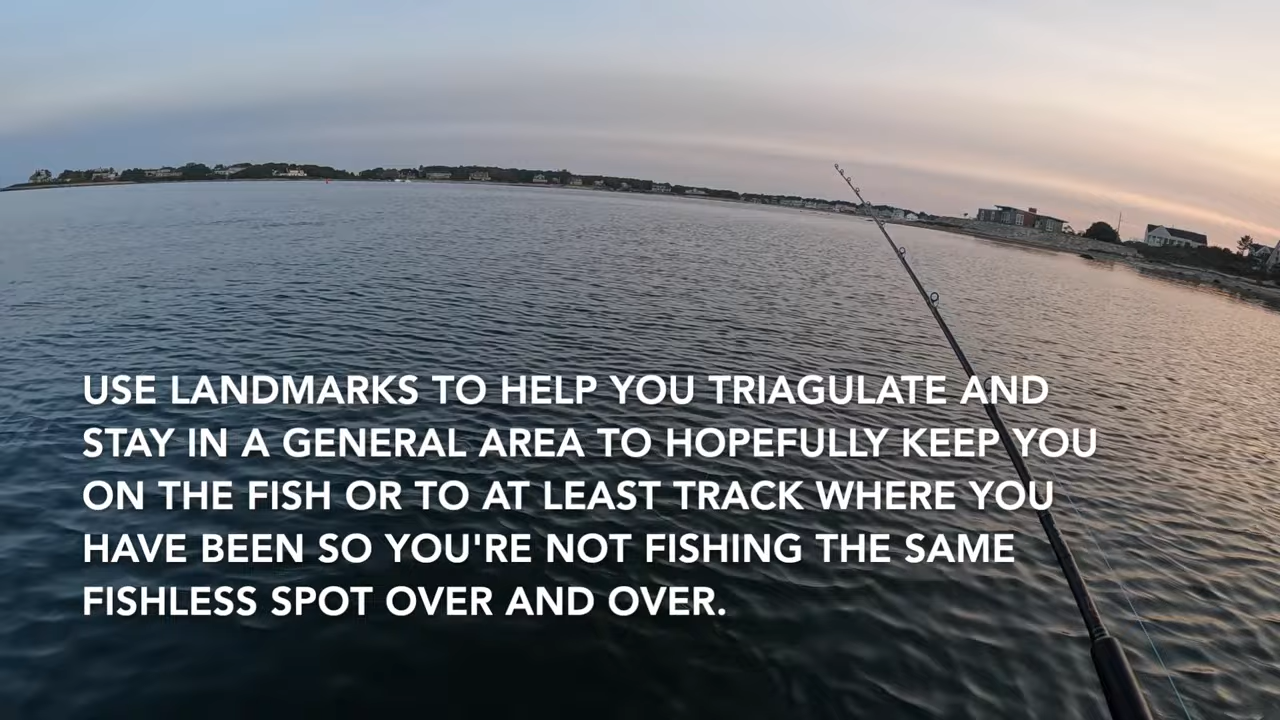 USE LANDMARKS TO HELP YOU TRIAGULATE AND
STAY IN A GENERAL AREA TO HOPEFULLY KEEP YOU
ON THE FISH OR TO AT LEAST TRACK WHERE YOU
HAVE BEEN SO YOU'RE NOT FISHING THE SAME
FISHLESS SPOT OVER AND OVER.